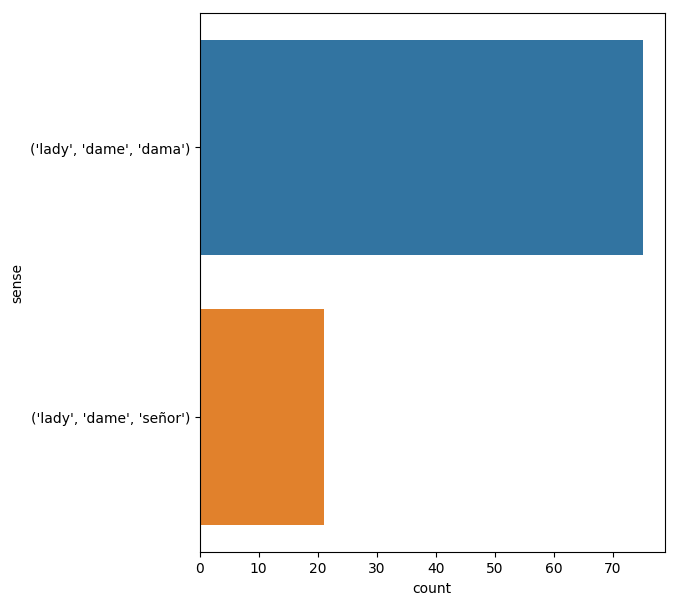 ('lady', 'dame', 'dama')
('lady', 'dame', 'señor')
sense
0 10 20 30 40 50 60 70
count